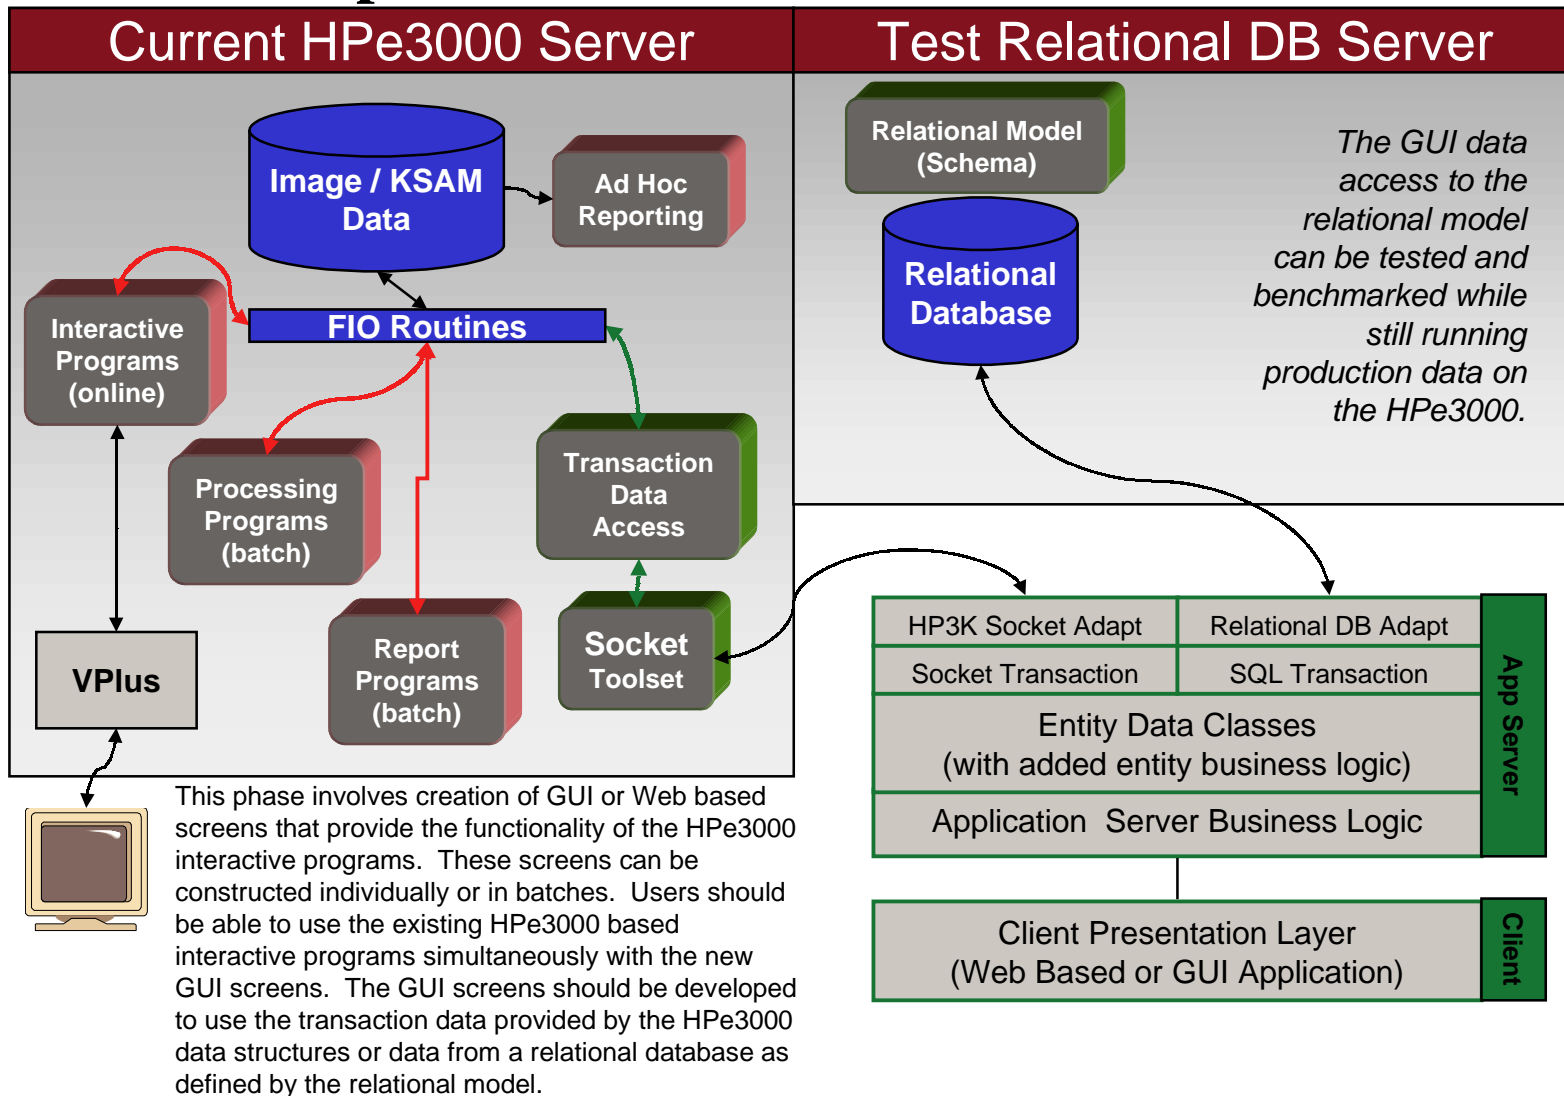 Current HPe3000 Server
Test Relational DB Server
Image / KSAM
Data
Ad Hoc
Reporting
Relational Model
(Schema)
The GUI data
access to the
relational model
can be tested and
benchmarked while
still running
production data on
the HPe3000.
Relational
Database
Interactive
Programs
(online)
FIO Routines
Processing
Programs
(batch)
Transaction
Data
Access
Report
Programs
(batch)
Socket
Toolset
VPlus
HP3K Socket Adapt
Relational DB Adapt
Socket Transaction
SQL Transaction
Entity Data Classes
(with added entity business logic)
Application  Server Business Logic
App Server
Client Presentation Layer
(Web Based or GUI Application)
Client
This phase involves creation of GUI or Web based
screens that provide the functionality of the HPe3000
interactive programs.  These screens can be
constructed individually or in batches.  Users should
be able to use the existing HPe3000 based
interactive programs simultaneously with the new
GUI screens.  The GUI screens should be developed
to use the transaction data provided by the HPe3000
data structures or data from a relational database as
defined by the relational model.